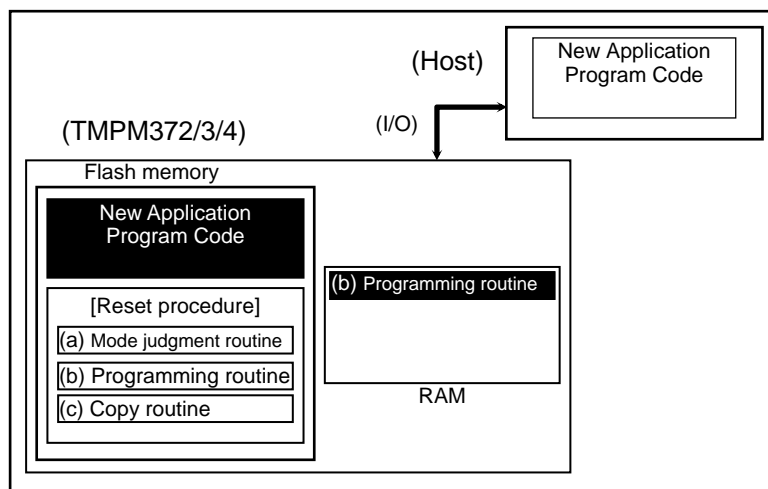 (Host)
New Application
Program Code
(I/O)
(TMPM372/3/4)
Flash memory
New Application
Program Code
[Reset procedure]
(a) Mode judgment routine
(b) Programming routine
(c) Copy routine
(b) Programming routine
RAM